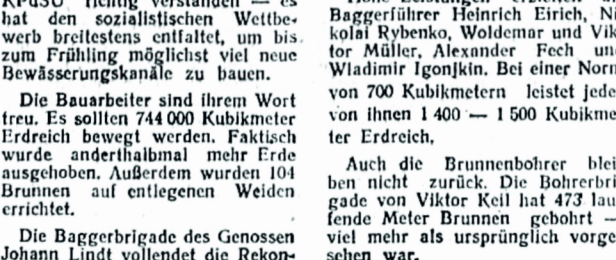 KPdSU richtig verstanden — es
hat den sozialistischen Wettbe-
werb breitestens entfaltet, um bis
zum Frühling möglichst viel neue
Bewässerungskanäle zu bauen.
Die Bauarbeiter sind ihrem Wort
treu. Es sollten 744 000 Kubikmeter
Erdreich bewegt werden. Faktisch
wurde anderthalbmal mehr Erde
ausgehoben. Außerdem wurden 104
Brunnen auf entlegenen Weiden
errichtet.
Die Baggerbrigade des Genossen
Johann Lindt vollendet die Rekon-
Baggerführer Heinrich Eirich, Ni
kolai Rybenko, Woldemar und Vik
tor Müller, Alexander Fech un
Wladimir Igonjkin. Bei einer Norm
von 700 Kubikmetern leistet jede
von ihnen 1 400 — 1 500 Kubikme
ter Erdreich.
Auch die Brunnenbohrer blei
ben nicht zurück. Die Bohrerbri
gade von Viktor Keil hat 473 lau
fende Meter Brunnen gebohrt —
viel mehr als ursprünglich vorge
sehen war.